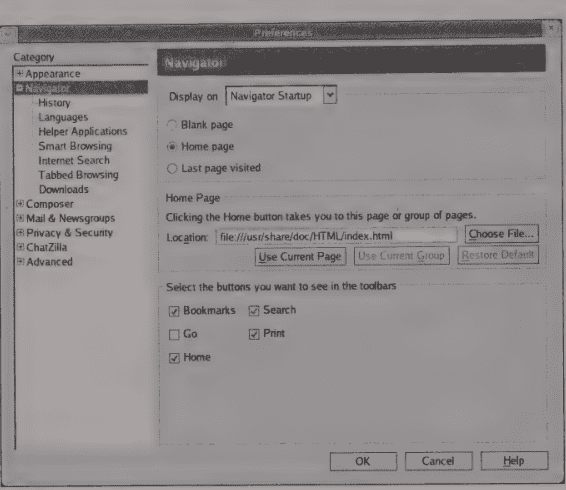 Preferences
Category
Appearance
Navigator
History
Languages
Helper Applications
Smart Browsing
Internet Search
Tabbed Browsing
Downloads
Composer
Mail & Newsgroups
Privacy & Security
ChatZilla
Advanced
Navigator
Display on Navigator Startup
Blank page
Home page
Last page visited
Home Page
Clicking the Home button takes you to this page or group of pages.
Location: file:///usr/share/doc/HTML/index.html Choose File...
Use Current Page Use Current Group Restore Default
Select the buttons you want to see in the toolbars
Bookmarks Search
Go Print
Home
OK Cancel Help